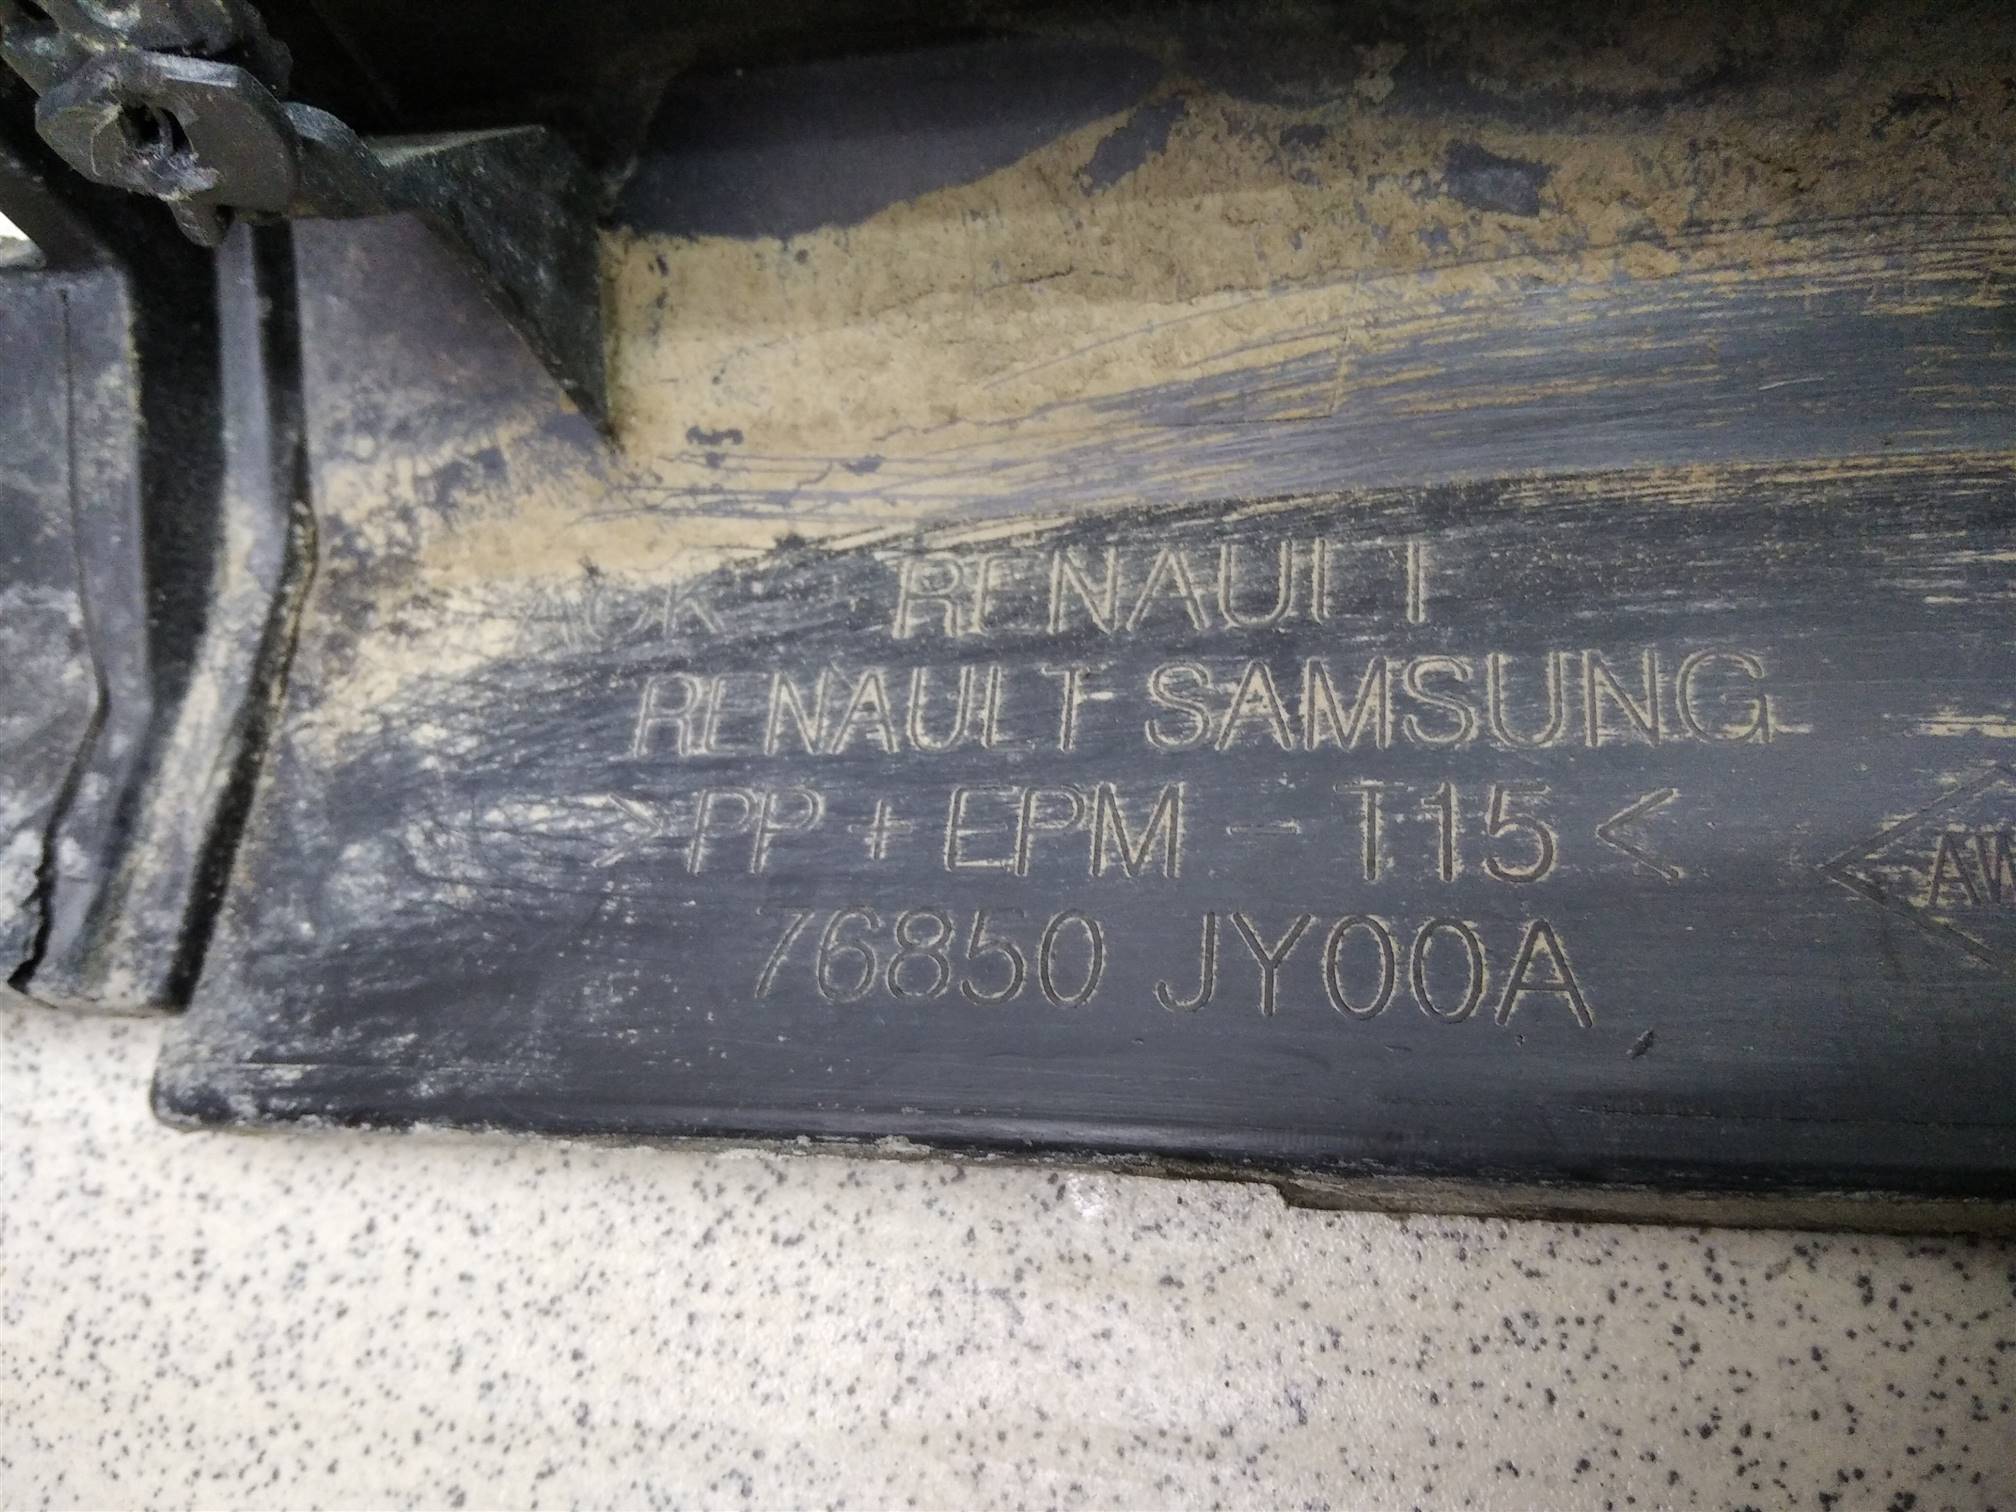 RENAULT
RENAULT SAMSUNG
>PP + EPM - T15<
76850 JY00A